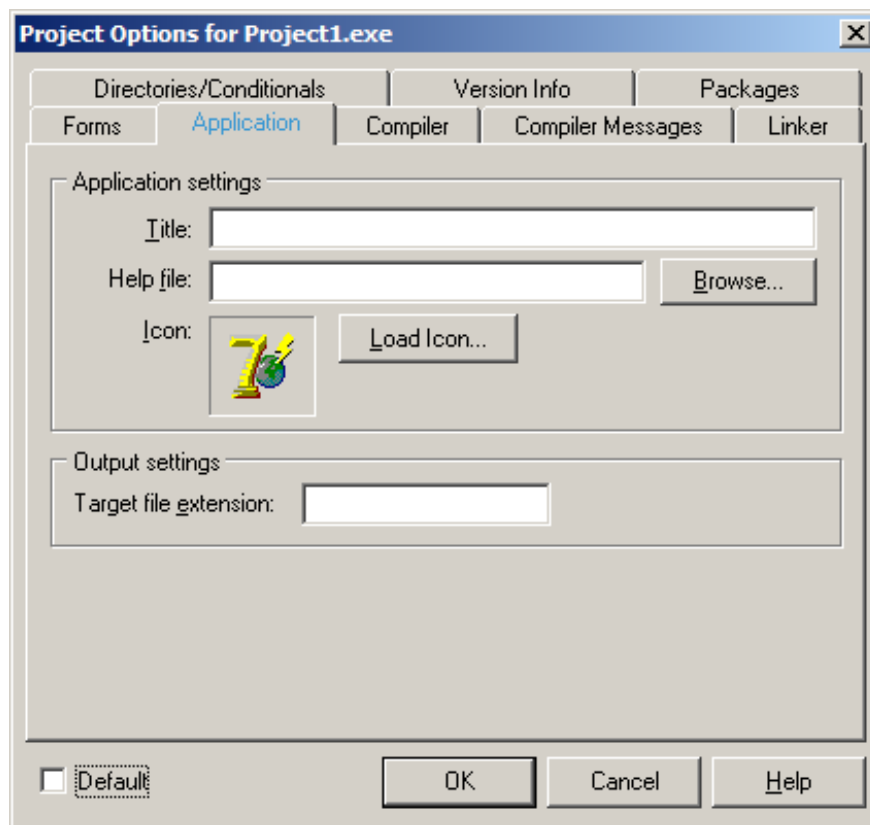 Project Options for Project1.exe
Directories/Conditionals Version Info Packages
Forms Application Compiler Compiler Messages Linker
Application settings
Title:
Help file: Browse...
Icon: Load Icon...
7
Output settings
Target file extension:
Default OK Cancel Help